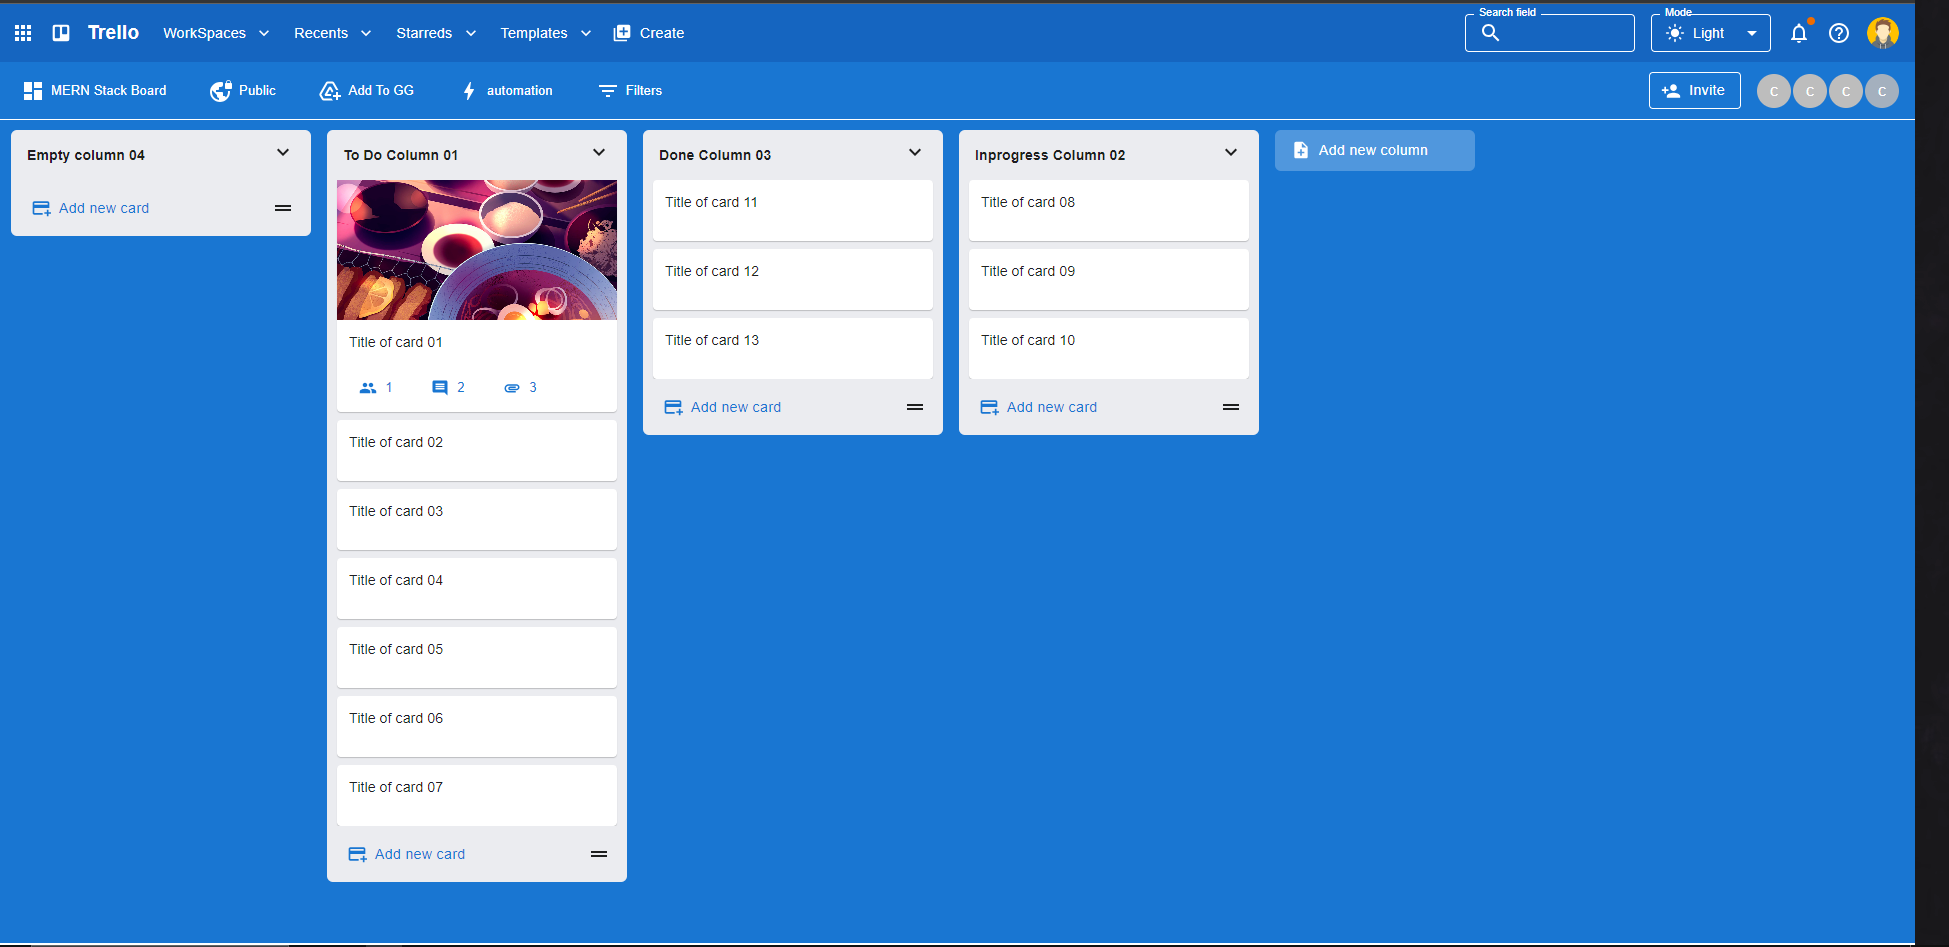 Trello WorkSpaces Recents Starreds Templates Create Search field Mode Light
MERN Stack Board Public Add To GG automation Filters Invite C C C C
Empty column 04
Add new card
To Do Column 01
Title of card 01
1 2 3
Title of card 02
Title of card 03
Title of card 04
Title of card 05
Title of card 06
Title of card 07
Add new card
Done Column 03
Title of card 11
Title of card 12
Title of card 13
Add new card
Inprogress Column 02
Title of card 08
Title of card 09
Title of card 10
Add new card
Add new column